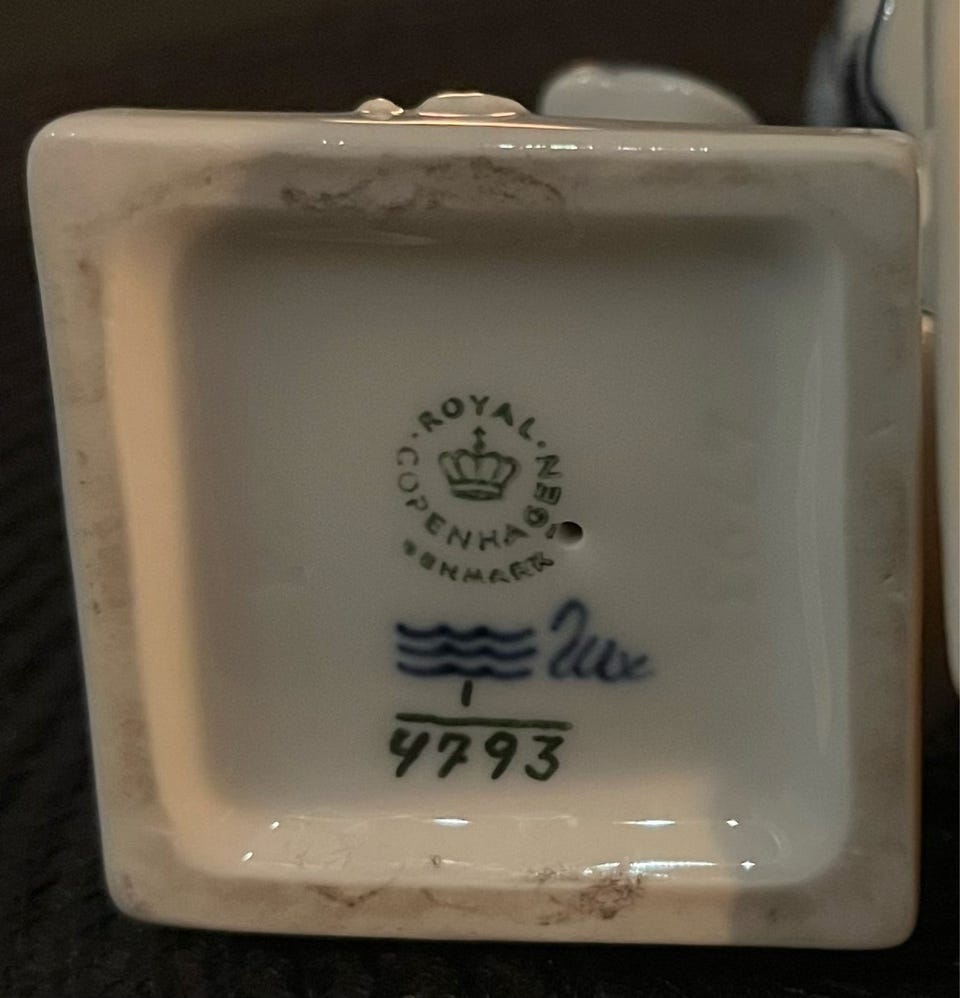 ROYAL
COPENHAGEN
DENMARK
1
4793